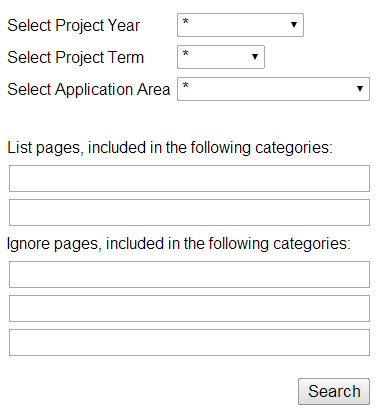 Select Project Year *
Select Project Term *
Select Application Area *
List pages, included in the following categories:
Ignore pages, included in the following categories:
Search